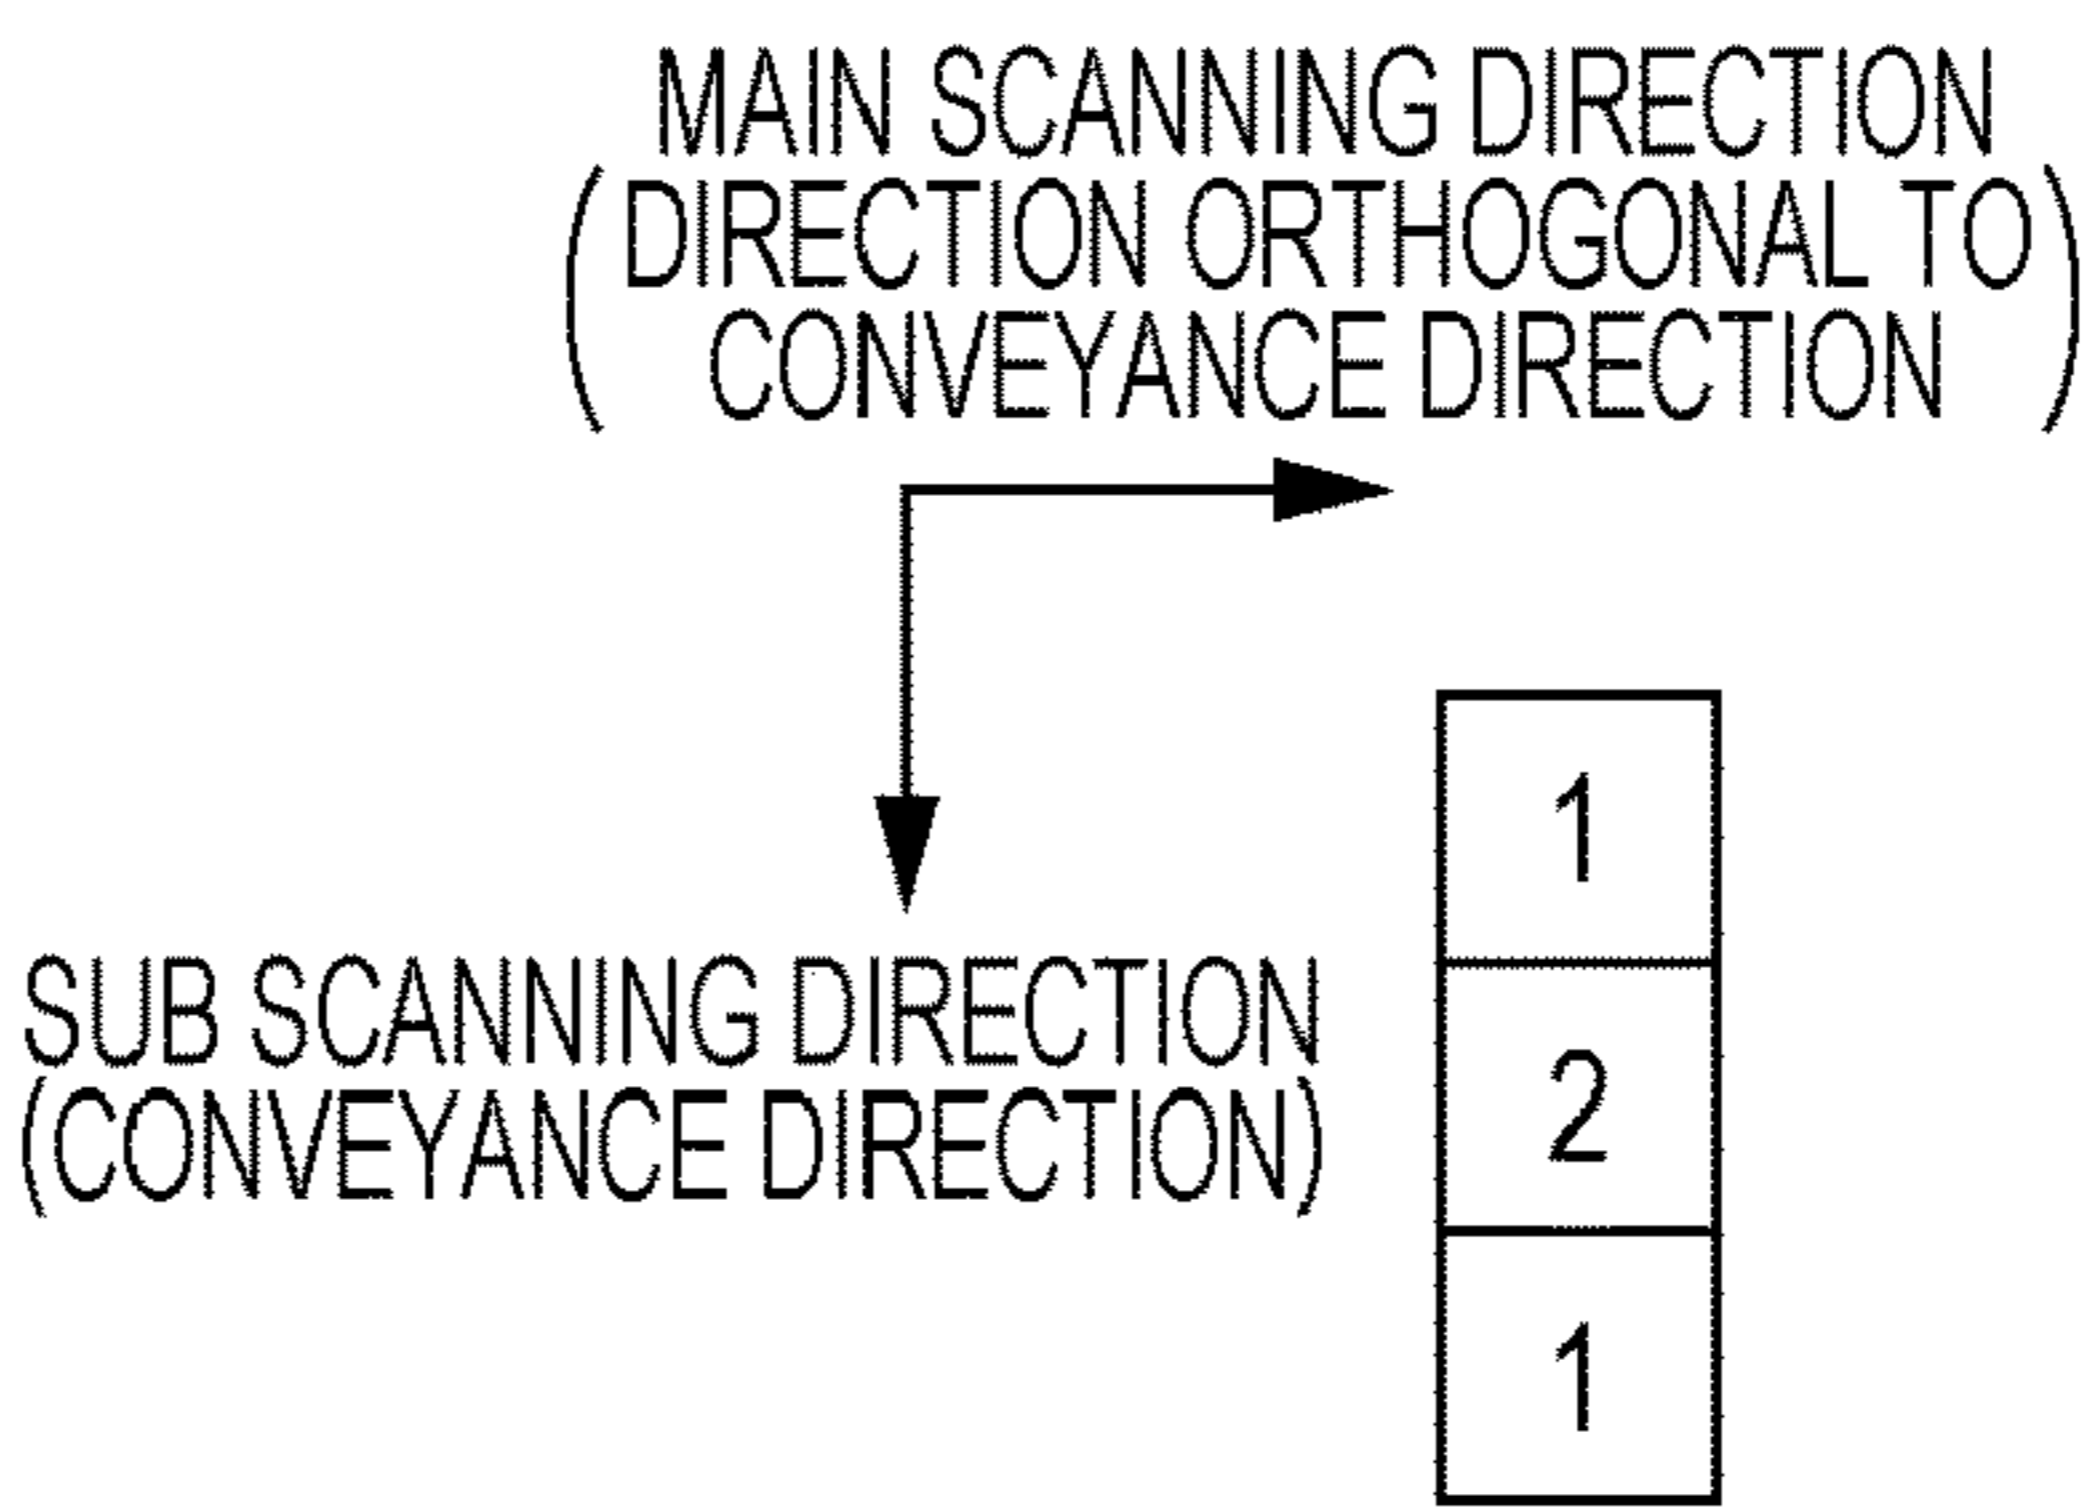 MAIN SCANNING DIRECTION
(DIRECTION ORTHOGONAL TO
CONVEYANCE DIRECTION)
SUB SCANNING DIRECTION
(CONVEYANCE DIRECTION)
1
2
1